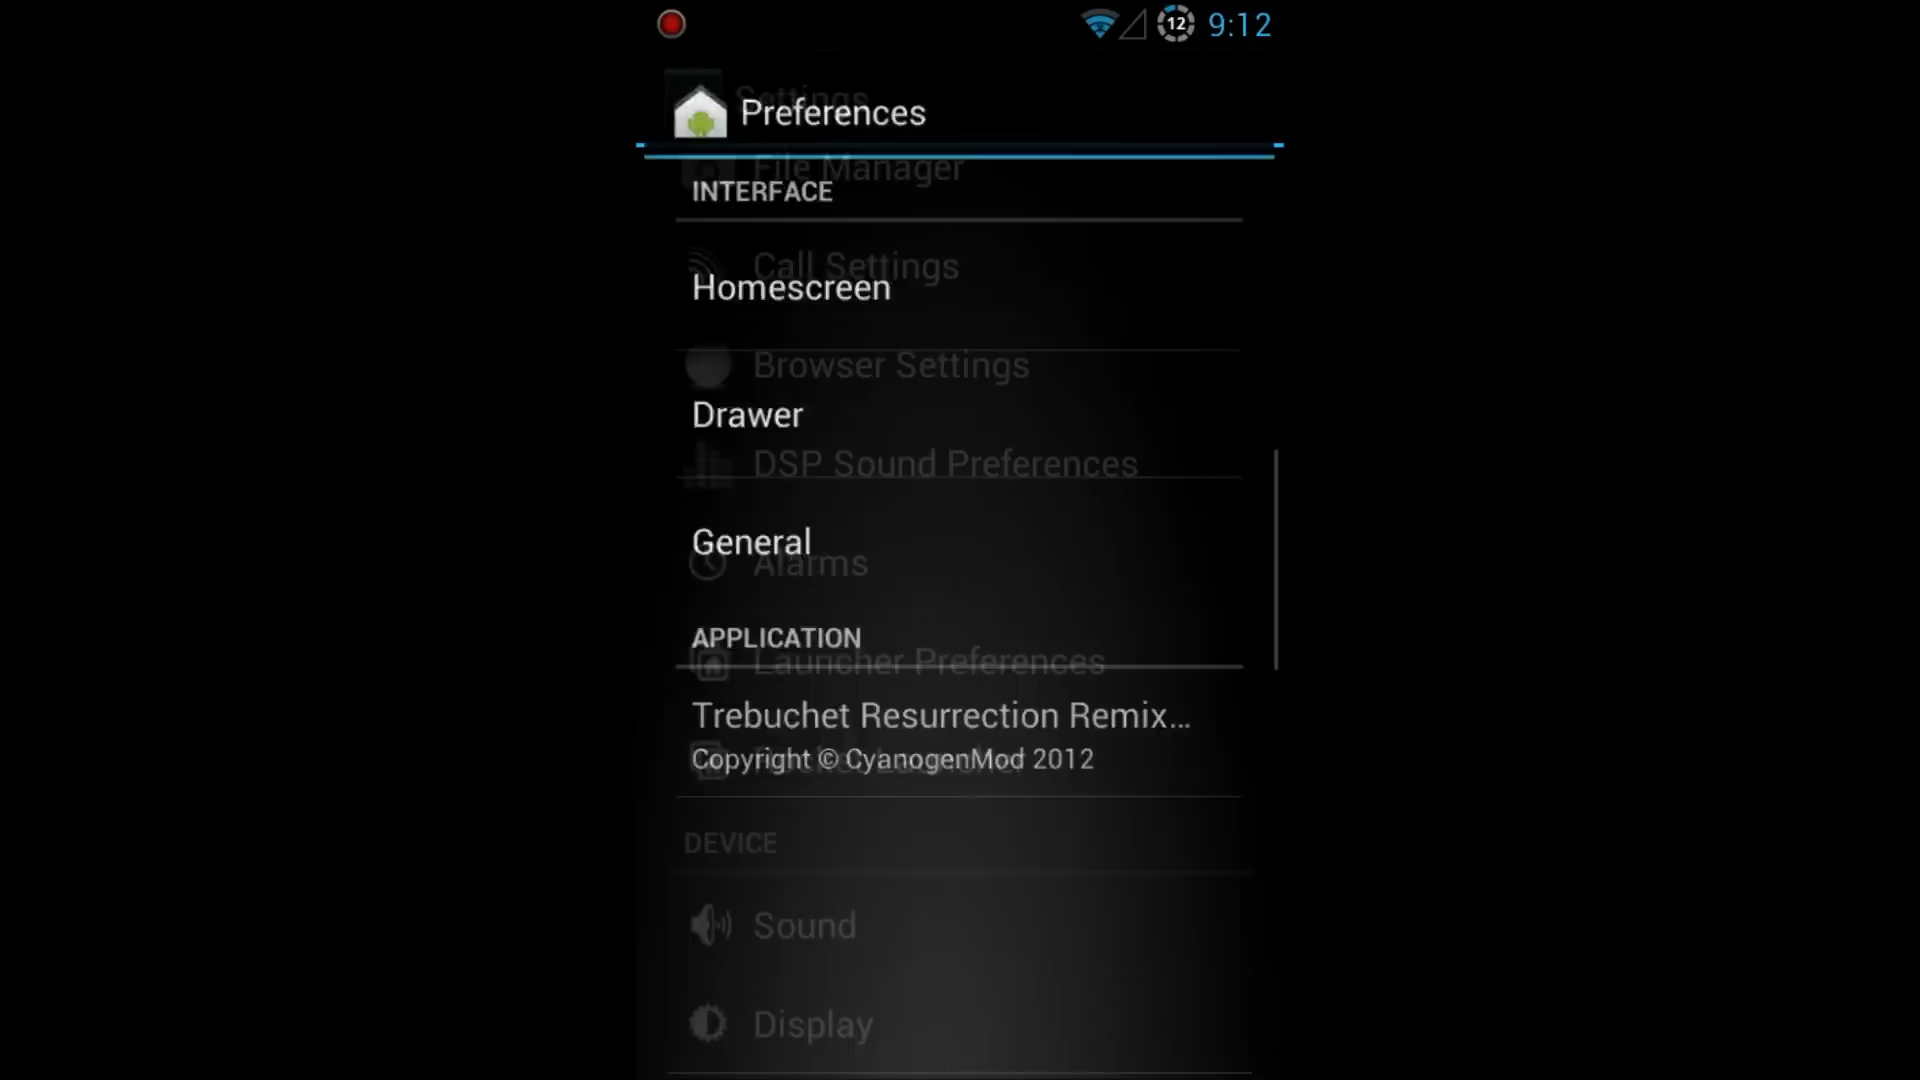 12 9:12
Settings
Preferences
File Manager
INTERFACE
Call Settings
Homescreen
Browser Settings
Drawer
DSP Sound Preferences
General
Alarms
APPLICATION
Launcher Preferences
Trebuchet Resurrection Remix...
Copyright © CyanogenMod 2012
DEVICE
Sound
Display